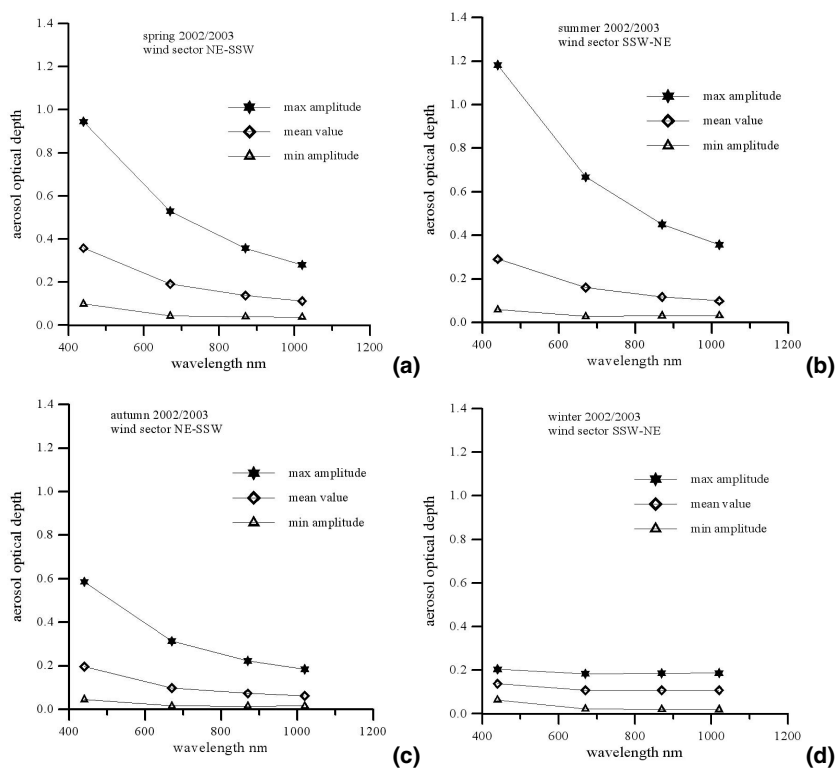 spring 2002/2003
wind sector NE-SSW
max amplitude
mean value
min amplitude
aerosol optical depth
1.4
1.2
1.0
0.8
0.6
0.4
0.2
0.0
400
600
800
1000
1200
wavelength nm
(a)
summer 2002/2003
wind sector SSW-NE
max amplitude
mean value
min amplitude
aerosol optical depth
1.4
1.2
1.0
0.8
0.6
0.4
0.2
0.0
400
600
800
1000
1200
wavelength nm
(b)
autumn 2002/2003
wind sector NE-SSW
max amplitude
mean value
min amplitude
aerosol optical depth
1.4
1.2
1.0
0.8
0.6
0.4
0.2
0.0
400
600
800
1000
1200
wavelength nm
(c)
winter 2002/2003
wind sector SSW-NE
max amplitude
mean value
min amplitude
aerosol optical depth
1.4
1.2
1.0
0.8
0.6
0.4
0.2
0.0
400
600
800
1000
1200
wavelength nm
(d)